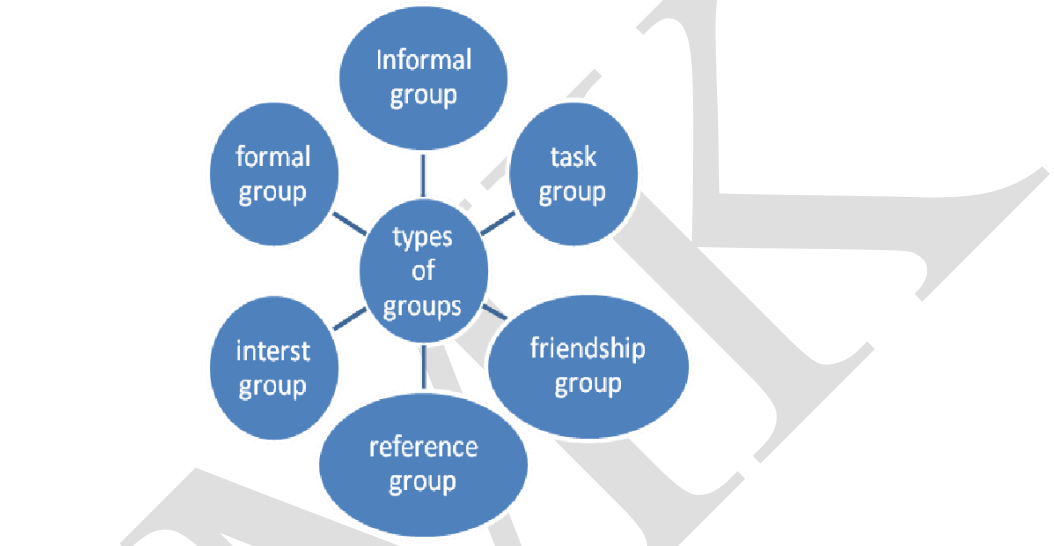 Informal
group
task
group
friendship
group
reference
group
interst
group
formal
group
types
of
groups